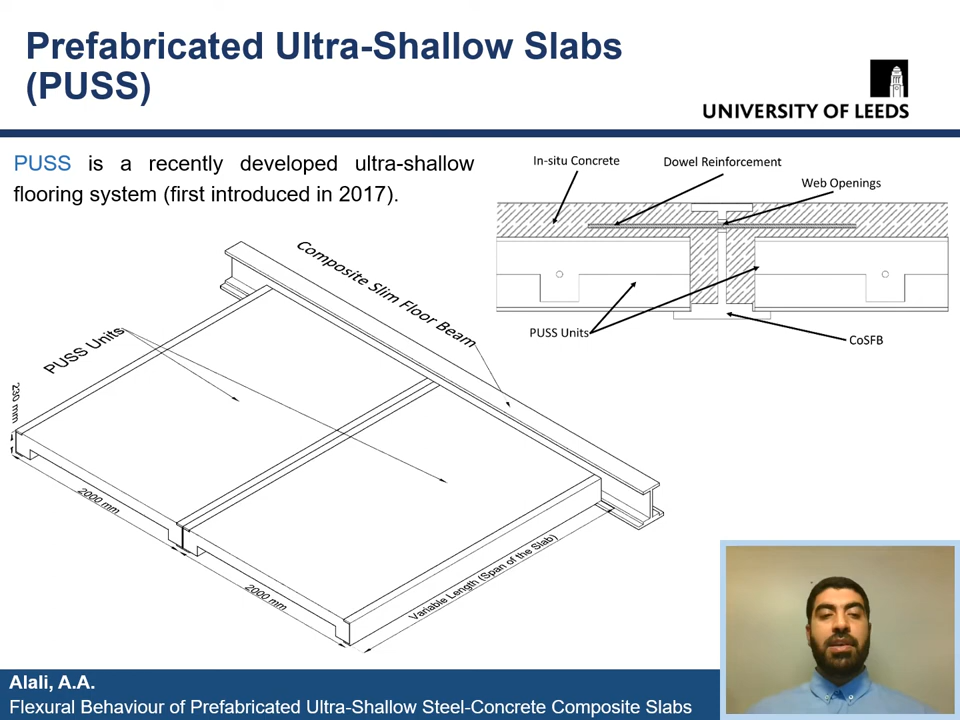 Prefabricated Ultra-Shallow Slabs
(PUSS)
UNIVERSITY OF LEEDS
PUSS is a recently developed ultra-shallow
flooring system (first introduced in 2017).
In-situ Concrete
Dowel Reinforcement
Web Openings
PUSS Units
CoSFB
Composite Slim Floor Beam
PUSS Units
230 mm
2000 mm
2000 mm
Variable Length (Span of the Slab)
Alali, A.A.
Flexural Behaviour of Prefabricated Ultra-Shallow Steel-Concrete Composite Slabs